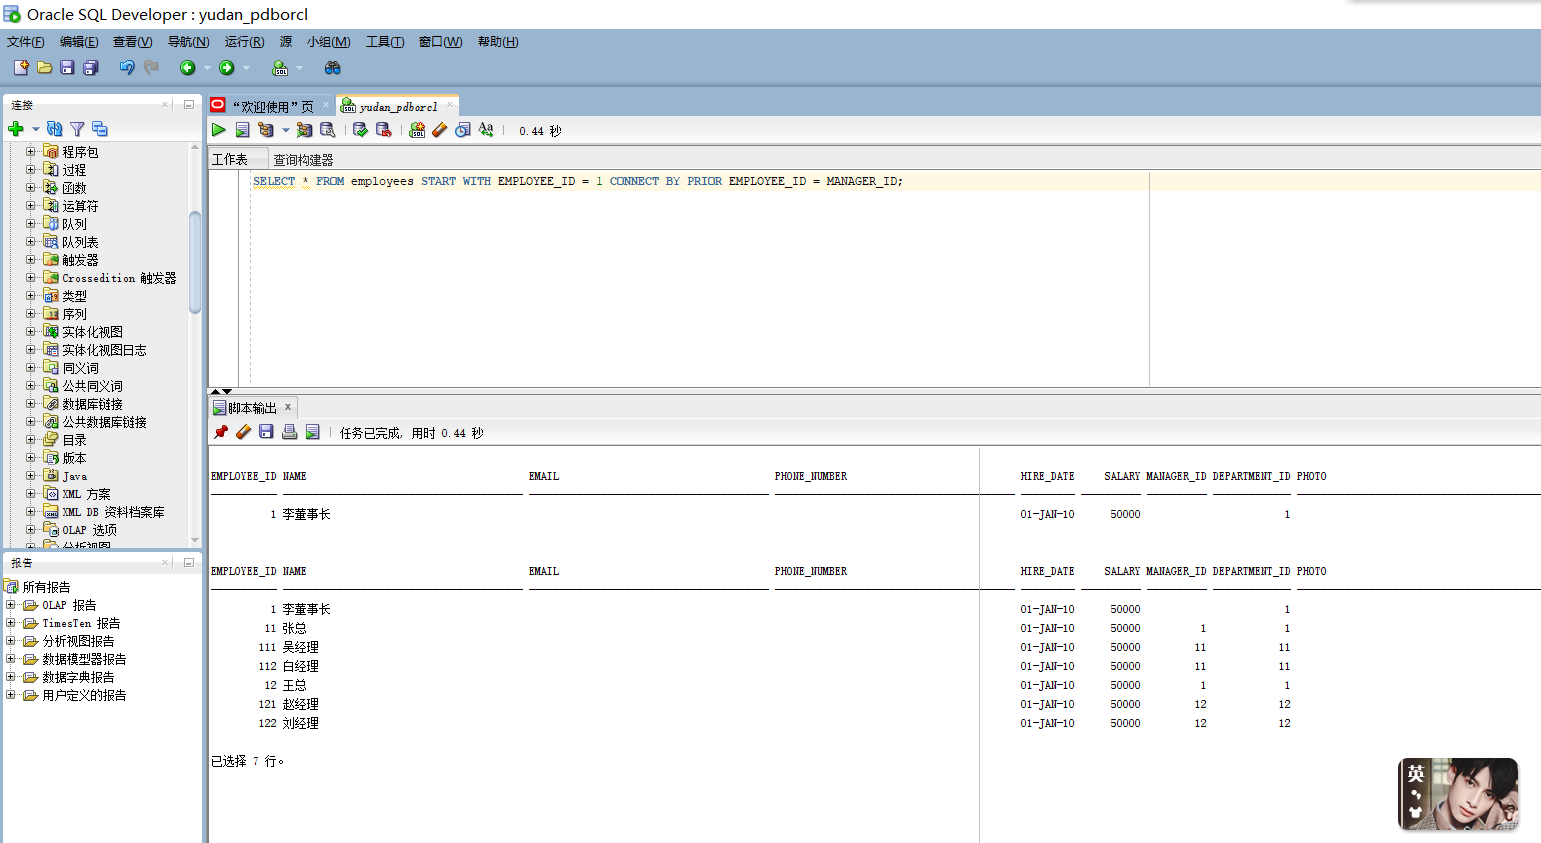 Oracle SQL Developer : yudan_pdborcl
文件(F) 编辑(E) 查看(V) 导航(N) 运行(R) 源 小组(M) 工具(T) 窗口(W) 帮助(H)
连接
程序包
过程
函数
运算符
队列
队列表
触发器
Crossedition 触发器
类型
序列
实体化视图
实体化视图日志
同义词
公共同义词
数据库链接
公共数据库链接
目录
版本
Java
XML 方案
XML DB 资料档案库
OLAP 选项
分析视图
报告
所有报告
OLAP 报告
TimesTen 报告
分析视图报告
数据模型器报告
数据字典报告
用户定义的报告
“欢迎使用”页 yudan_pdborcl
0.44 秒
工作表 查询构建器
SELECT * FROM employees START WITH EMPLOYEE_ID = 1 CONNECT BY PRIOR EMPLOYEE_ID = MANAGER_ID;
脚本输出
任务已完成, 用时 0.44 秒
EMPLOYEE_ID NAME EMAIL PHONE_NUMBER HIRE_DATE SALARY MANAGER_ID DEPARTMENT_ID PHOTO
1 李董事长 01-JAN-10 50000 1
EMPLOYEE_ID NAME EMAIL PHONE_NUMBER HIRE_DATE SALARY MANAGER_ID DEPARTMENT_ID PHOTO
1 李董事长 01-JAN-10 50000 1
11 张总 01-JAN-10 50000 1 1
111 吴经理 01-JAN-10 50000 11 11
112 白经理 01-JAN-10 50000 11 11
12 王总 01-JAN-10 50000 1 1
121 赵经理 01-JAN-10 50000 12 12
122 刘经理 01-JAN-10 50000 12 12
已选择 7 行。
英